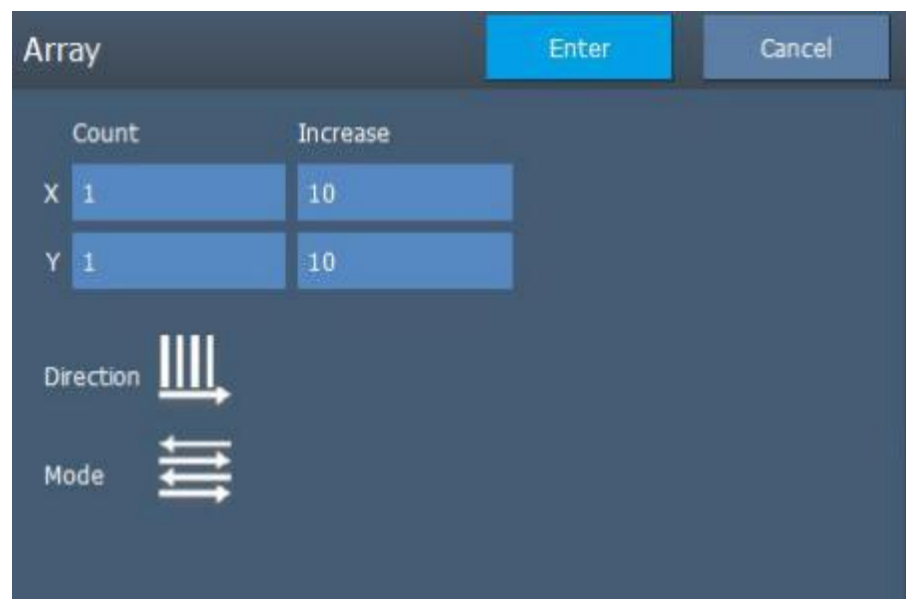 Array Enter Cancel
Count Increase
X 1 10
Y 1 10
Direction
Mode